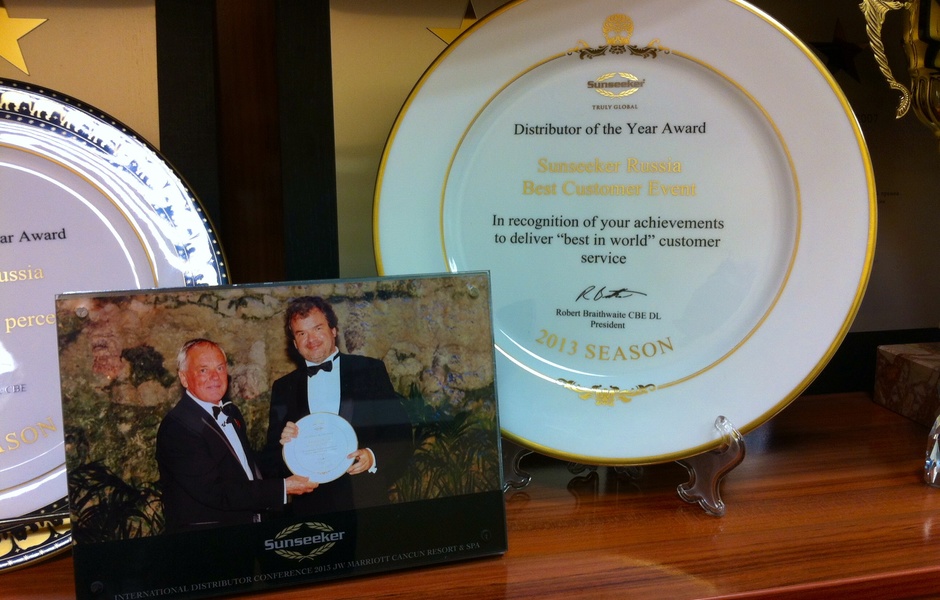 Sunseeker
TRULY GLOBAL
Distributor of the Year Award
Sunseeker Russia
Best Customer Event
In recognition of your achievements
to deliver “best in world” customer
service
Robert Braithwaite CBE DL
President
2013 SEASON
ar Award
ussia
perce
CBE
ASON
Sunseeker
INTERNATIONAL DISTRIBUTOR CONFERENCE 2013 JW MARRIOTT CANCUN RESORT & SPA